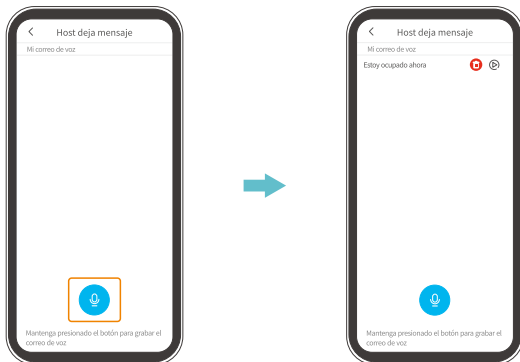 Host deja mensaje
Mi correo de voz
Mantenga presionado el botón para grabar el
correo de voz
Host deja mensaje
Mi correo de voz
Estoy ocupado ahora
Mantenga presionado el botón para grabar el
correo de voz